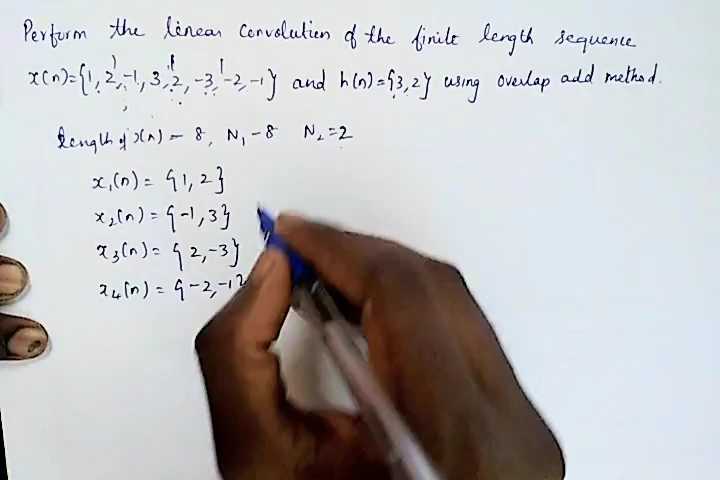 Perform the linear Convolution of the finite length sequence
x(n)={1, 2, -1, 3, 2, -3, -2, -1} and h(n)={3, 2} using overlap add method.
Length of x(n) - 8, N₁ - 8 N₂ = 2
x₁(n) = {1, 2}
x₂(n) = {-1, 3}
x₃(n) = {2, -3}
x₄(n) = {-2, -1}